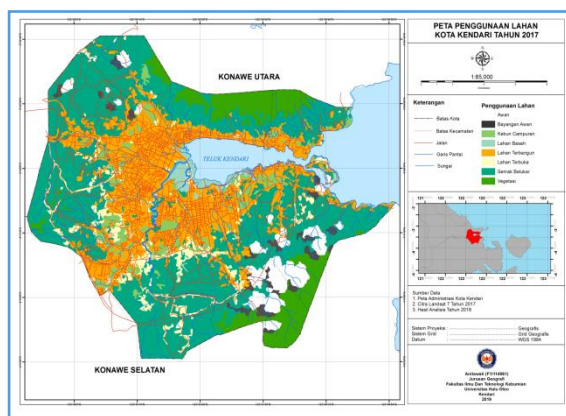 PETA PENGGUNAAN LAHAN
KOTA KENDARI TAHUN 2017
1:85,000
KONAWE UTARA
TELUK KENDARI
KONAWE SELATAN
Keterangan
Batas Kota
Batas Kecamatan
Jalan
Garis Pantai
Sungai
Penggunaan Lahan
Awan
Bayangan Awan
Kebun Campuran
Lahan Basah
Lahan Terbangun
Lahan Terbuka
Semak Belukar
Vegetasi
Sumber Data
1. Peta Administrasi Kota Kendari
2. Citra Landsat 7 Tahun 2017
3. Hasil Analisis Tahun 2018
Sistem Proyeksi
Geografis
Sistem Grid
Grid Geografis
Datum
WGS 1984
Jurusan Geografi
Fakultas Ilmu Dan Teknologi Kebumian
Universitas Halu Oleo
Kendari
2019